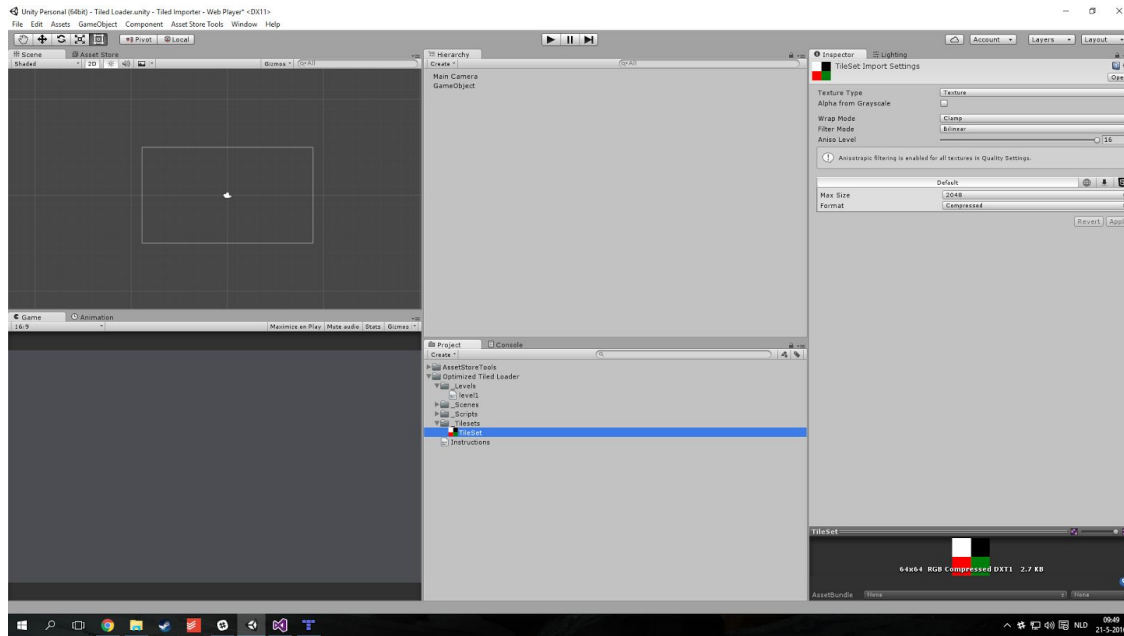 Unity Personal (64bit) - Tiled Loader.unity - Tiled Importer - Web Player* <DX11>
File Edit Assets GameObject Component Asset Store Tools Window Help
Pivot Local Account Layers Layout
Scene Asset Store
Shaded 2D Gizmos All
Hierarchy
Create All
Main Camera
GameObject
Inspector Lighting
TileSet Import Settings
Texture Type Texture
Alpha from Grayscale
Wrap Mode Clamp
Filter Mode Bilinear
Aniso Level 16
Anisotropic filtering is enabled for all textures in Quality Settings.
Default
Max Size 2048
Format Compressed
Revert
Game Animation
16:9 Maximize on Play Mute audio Stats Gizmos
Project Console
Create
AssetStoreTools
Optimized Tiled Loader
_Levels
level1
_Scenes
_Scripts
_Tilesets
TileSet
Instructions
TileSet
64x64 RGB Compressed DXT1 2.7 KB
AssetBundle None None
NLD 09:49